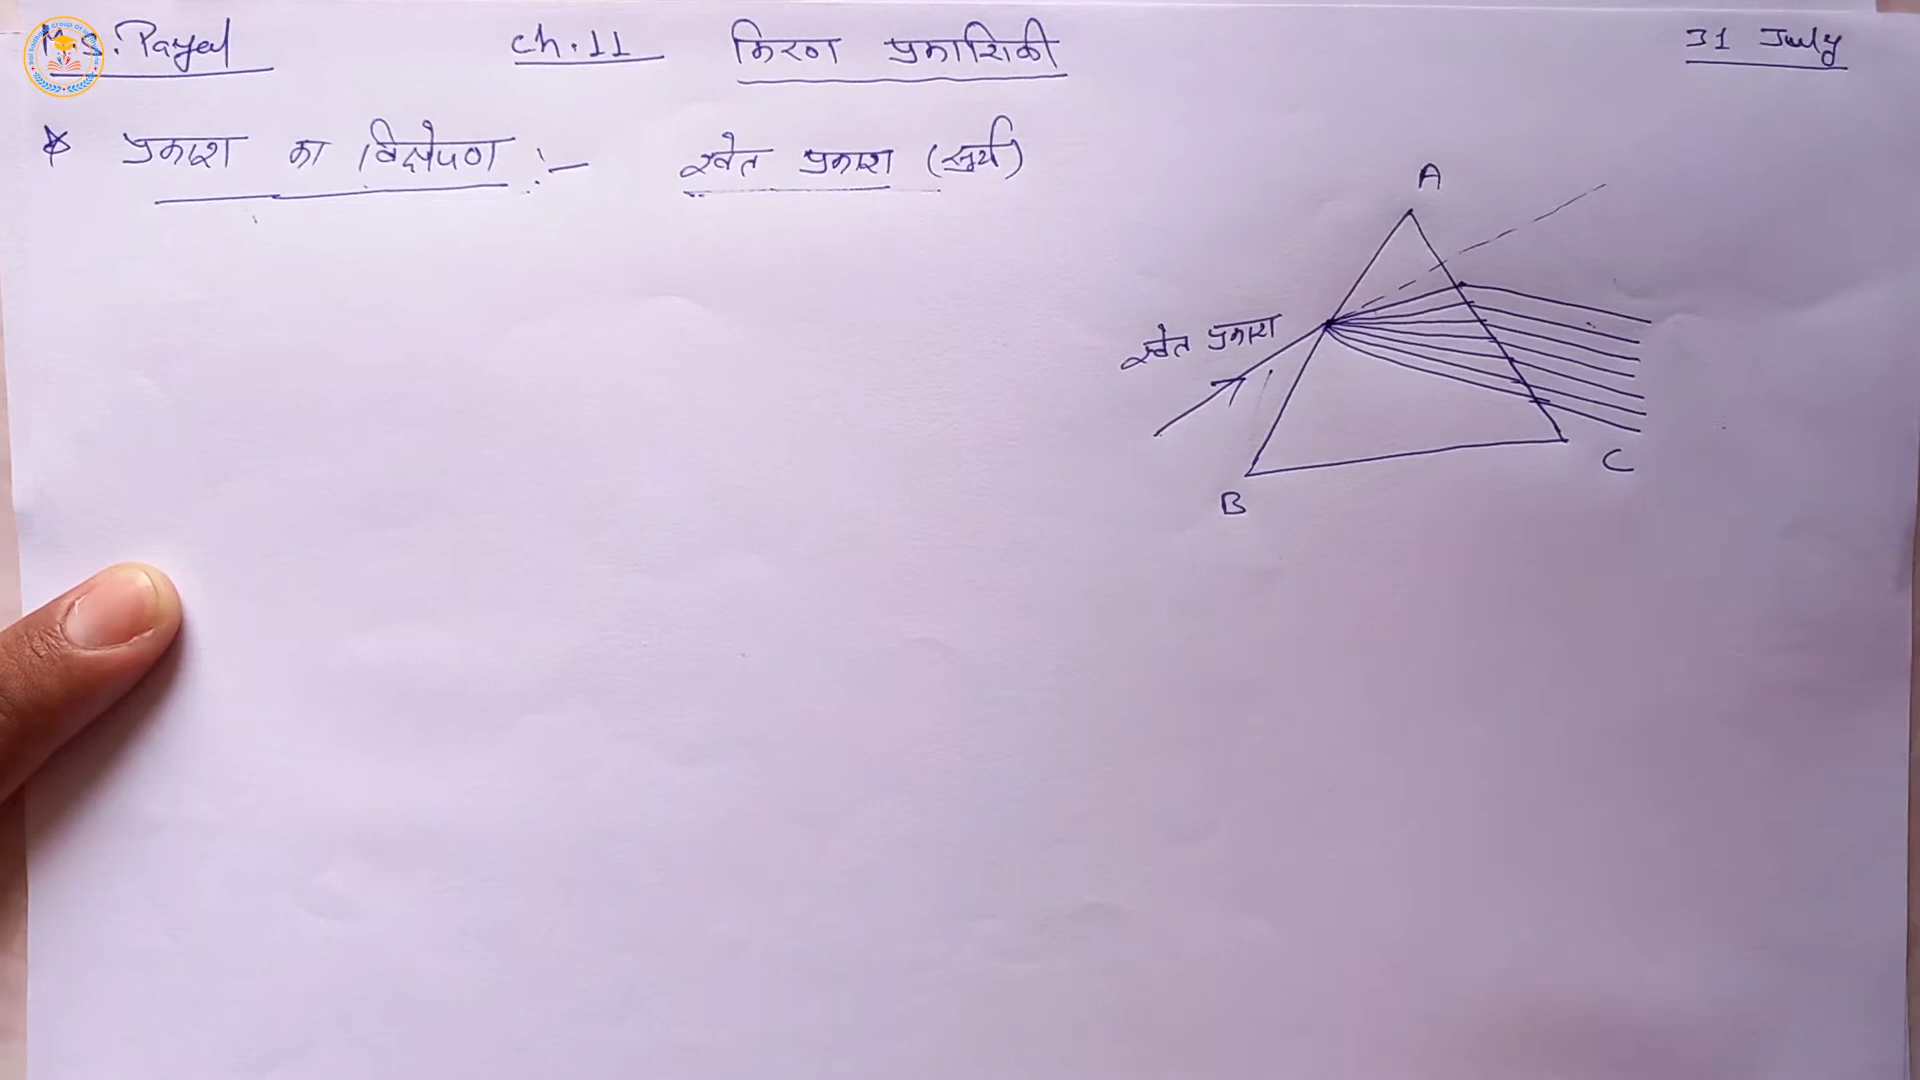 M.S. Payal ch.11 किरण प्रकाशिकी 31 July
* प्रकाश का विक्षेपण :- श्वेत प्रकाश (सुर्य)
A
श्वेत प्रकाश
B
C